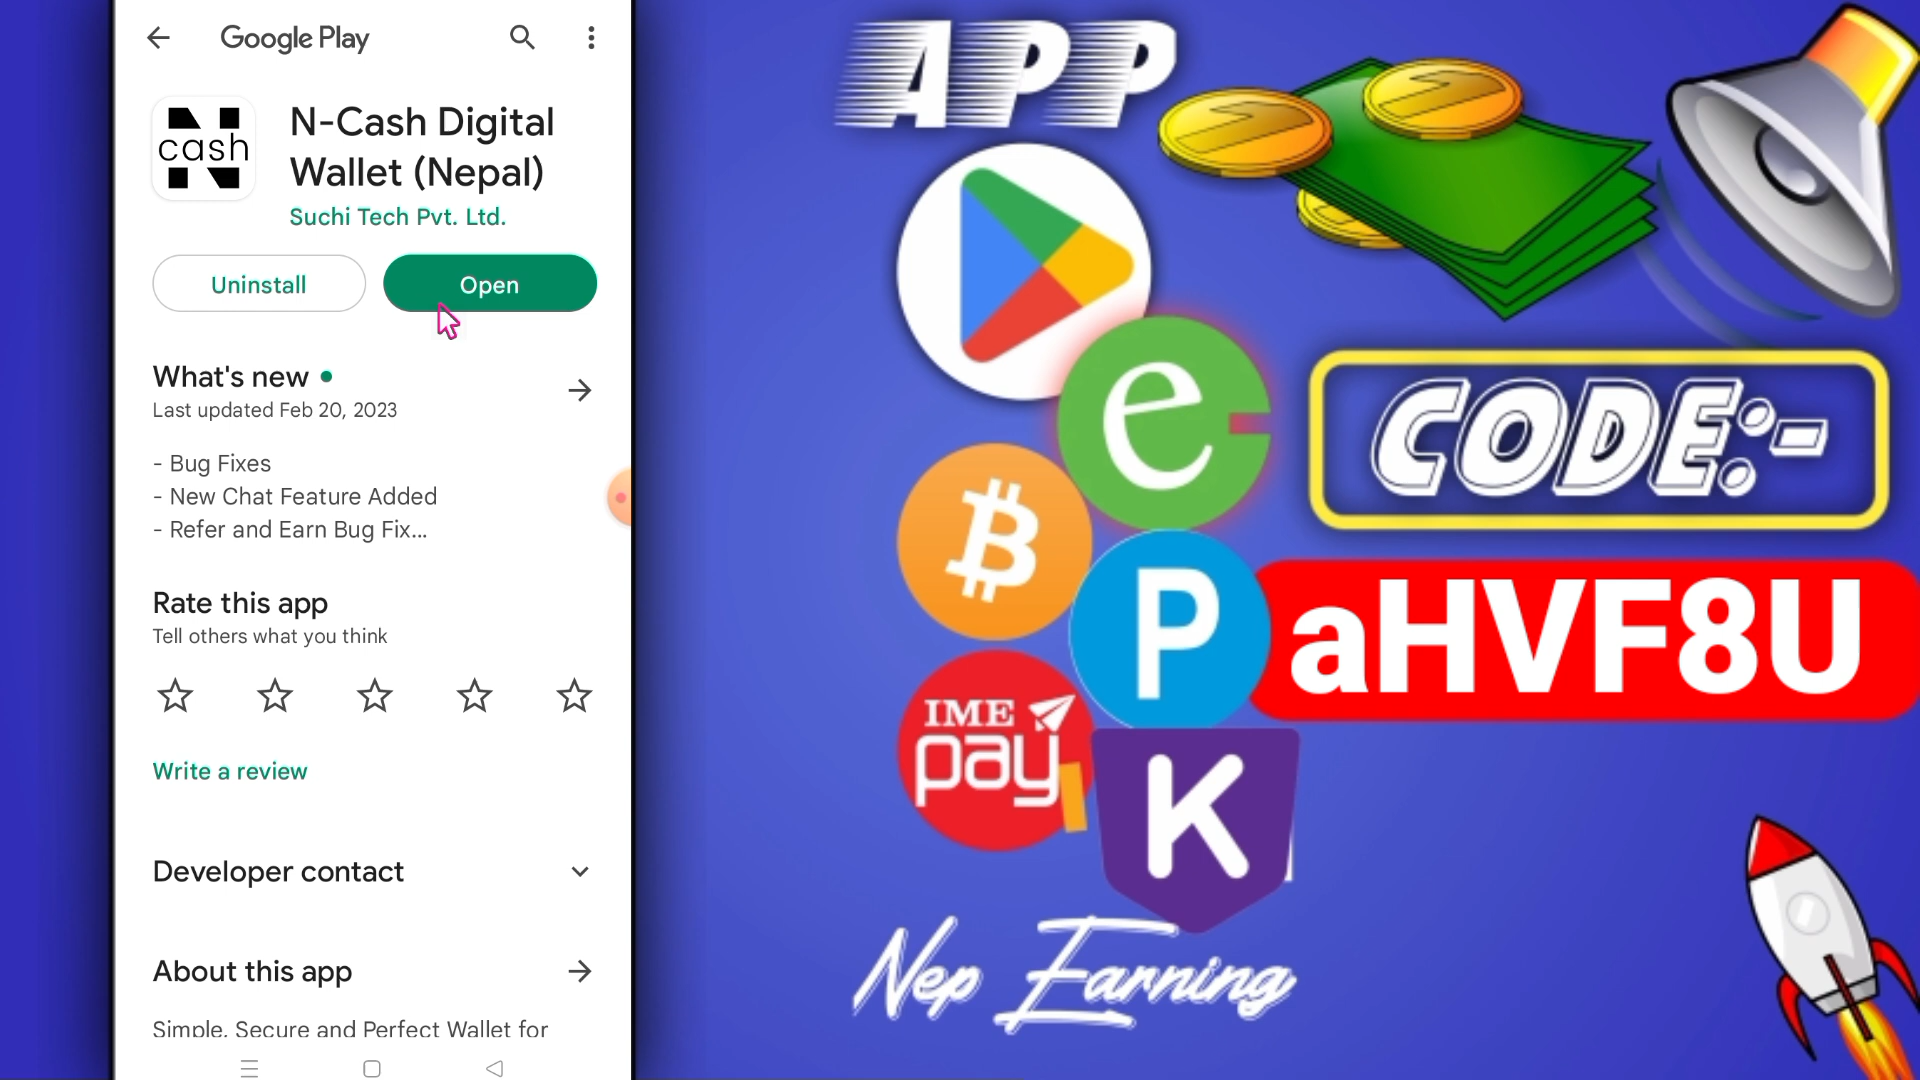 Google Play
N
cash
N-Cash Digital
Wallet (Nepal)
Suchi Tech Pvt. Ltd.
Uninstall
Open
What's new
Last updated Feb 20, 2023
- Bug Fixes
- New Chat Feature Added
- Refer and Earn Bug Fix...
Rate this app
Tell others what you think
Write a review
Developer contact
About this app
Simple. Secure and Perfect Wallet for
APP
e
CODE:-
P
aHVF8U
IME
pay
K
Nep Earning